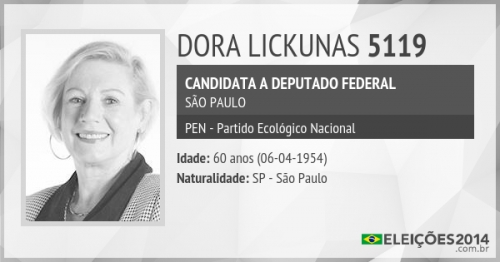 DORA LICKUNAS 5119
CANDIDATA A DEPUTADO FEDERAL
SÃO PAULO
PEN - Partido Ecológico Nacional
Idade: 60 anos (06-04-1954)
Naturalidade: SP - São Paulo
ELEIÇÕES2014
.com.br